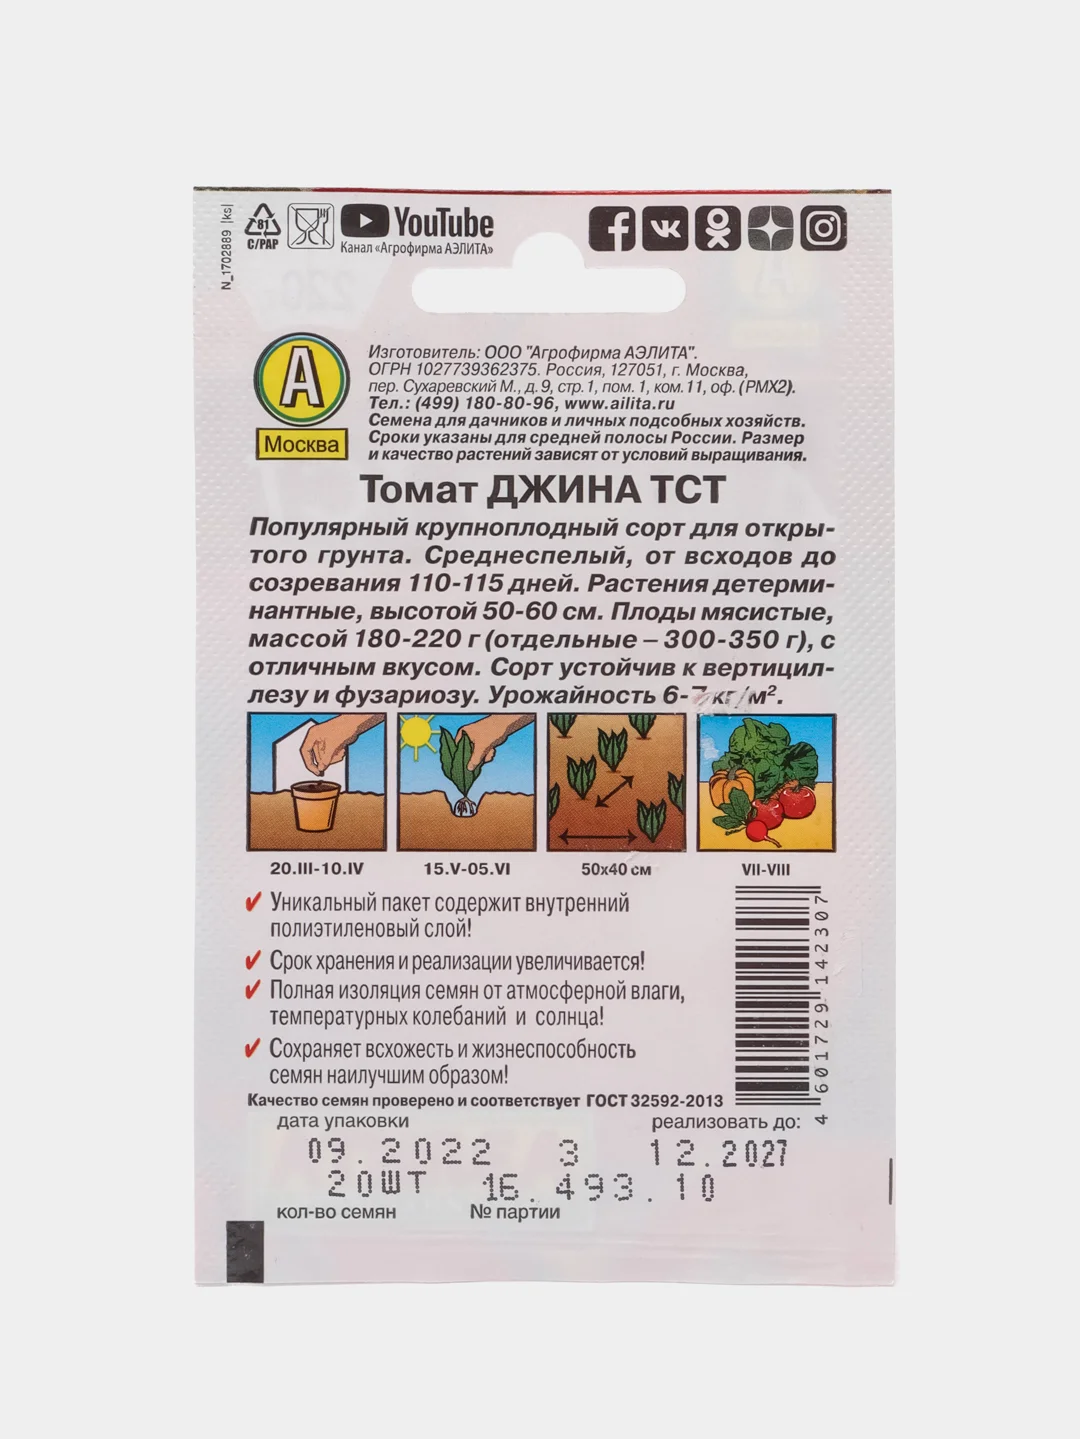 N_1702889 |ks|
81
C/PAP
YouTube
Канал «Агрофирма АЭЛИТА»
А
Москва
Изготовитель: ООО "Агрофирма АЭЛИТА".
ОГРН 1027739362375. Россия, 127051, г. Москва,
пер. Сухаревский М., д. 9, стр. 1, пом. 1, ком. 11, оф. (РМХ2).
Тел.: (499) 180-80-96, www.ailita.ru
Семена для дачников и личных подсобных хозяйств.
Сроки указаны для средней полосы России. Размер
и качество растений зависят от условий выращивания.
Томат ДЖИНА ТСТ
Популярный крупноплодный сорт для откры-
того грунта. Среднеспелый, от всходов до
созревания 110-115 дней. Растения детерми-
нантные, высотой 50-60 см. Плоды мясистые,
массой 180-220 г (отдельные – 300-350 г), с
отличным вкусом. Сорт устойчив к вертицил-
лезу и фузариозу. Урожайность 6-7 кг/м².
20.III-10.IV
15.V-05.VI
50х40 см
VII-VIII
Уникальный пакет содержит внутренний
полиэтиленовый слой!
Срок хранения и реализации увеличивается!
Полная изоляция семян от атмосферной влаги,
температурных колебаний и солнца!
Сохраняет всхожесть и жизнеспособность
семян наилучшим образом!
4 601729 142307
Качество семян проверено и соответствует ГОСТ 32592-2013
дата упаковки
реализовать до:
09.2022 3 12.2027
20ШТ 16.493.10
кол-во семян
№ партии